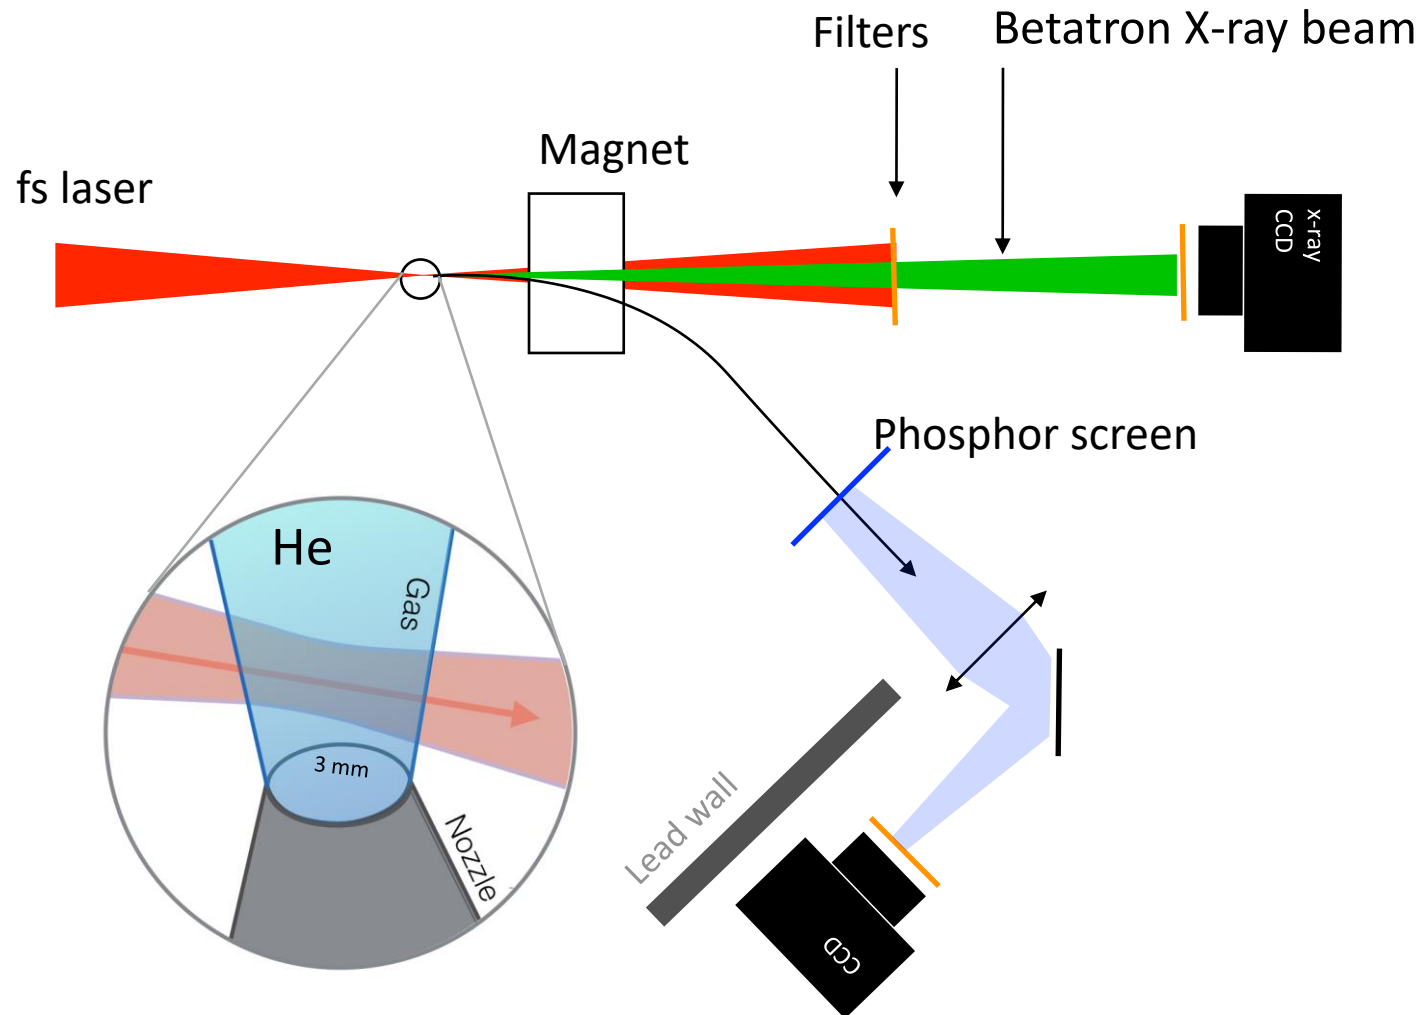 Filters
Betatron X-ray beam
Magnet
fs laser
x-ray
CCD
Phosphor screen
He
Gas
3 mm
Nozzle
Lead wall
CCD